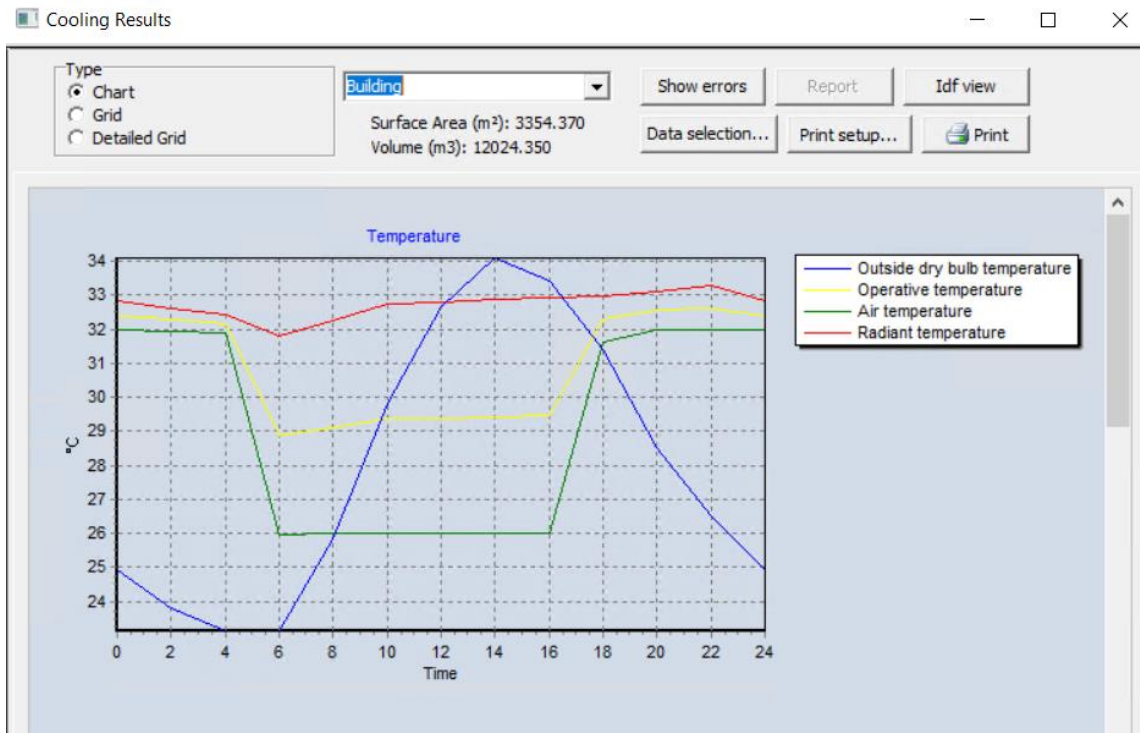 Cooling Results
Type
Chart
Grid
Detailed Grid
Building
Surface Area (m²): 3354.370
Volume (m3): 12024.350
Show errors
Report
Idf view
Data selection...
Print setup...
Print
Temperature
34
33
32
31
30
29
28
27
26
25
24
°C
0 2 4 6 8 10 12 14 16 18 20 22 24
Time
Outside dry bulb temperature
Operative temperature
Air temperature
Radiant temperature